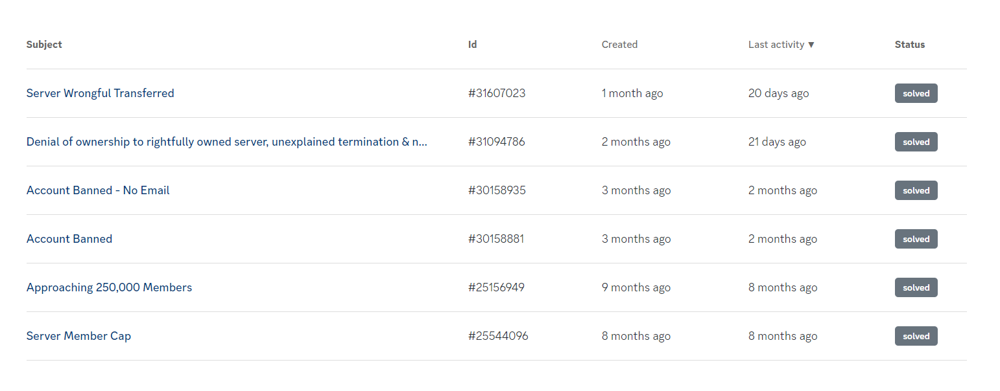 Subject Id Created Last activity ▼ Status
Server Wrongful Transferred #31607023 1 month ago 20 days ago solved
Denial of ownership to rightfully owned server, unexplained termination & n... #31094786 2 months ago 21 days ago solved
Account Banned - No Email #30158935 3 months ago 2 months ago solved
Account Banned #30158881 3 months ago 2 months ago solved
Approaching 250,000 Members #25156949 9 months ago 8 months ago solved
Server Member Cap #25544096 8 months ago 8 months ago solved